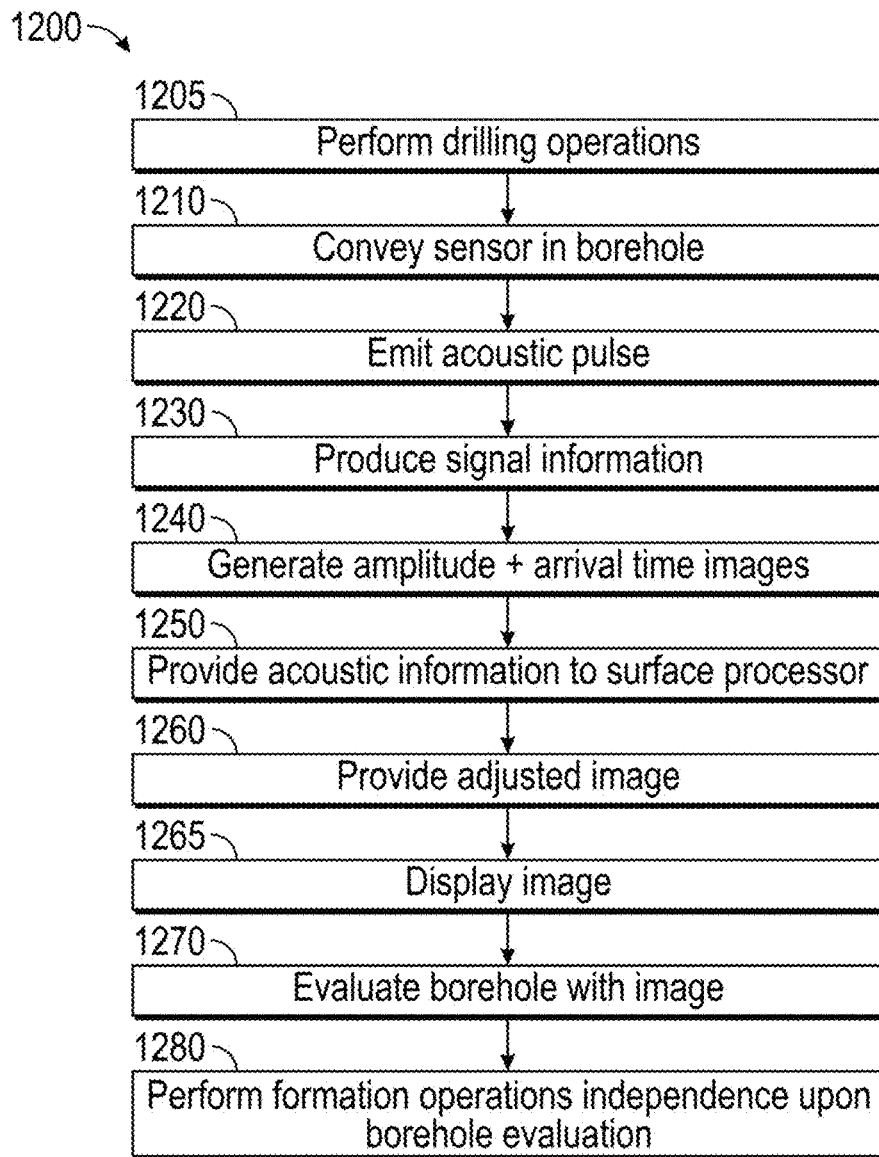 1200
1205
Perform drilling operations
1210
Convey sensor in borehole
1220
Emit acoustic pulse
1230
Produce signal information
1240
Generate amplitude + arrival time images
1250
Provide acoustic information to surface processor
1260
Provide adjusted image
1265
Display image
1270
Evaluate borehole with image
1280
Perform formation operations independence upon
borehole evaluation